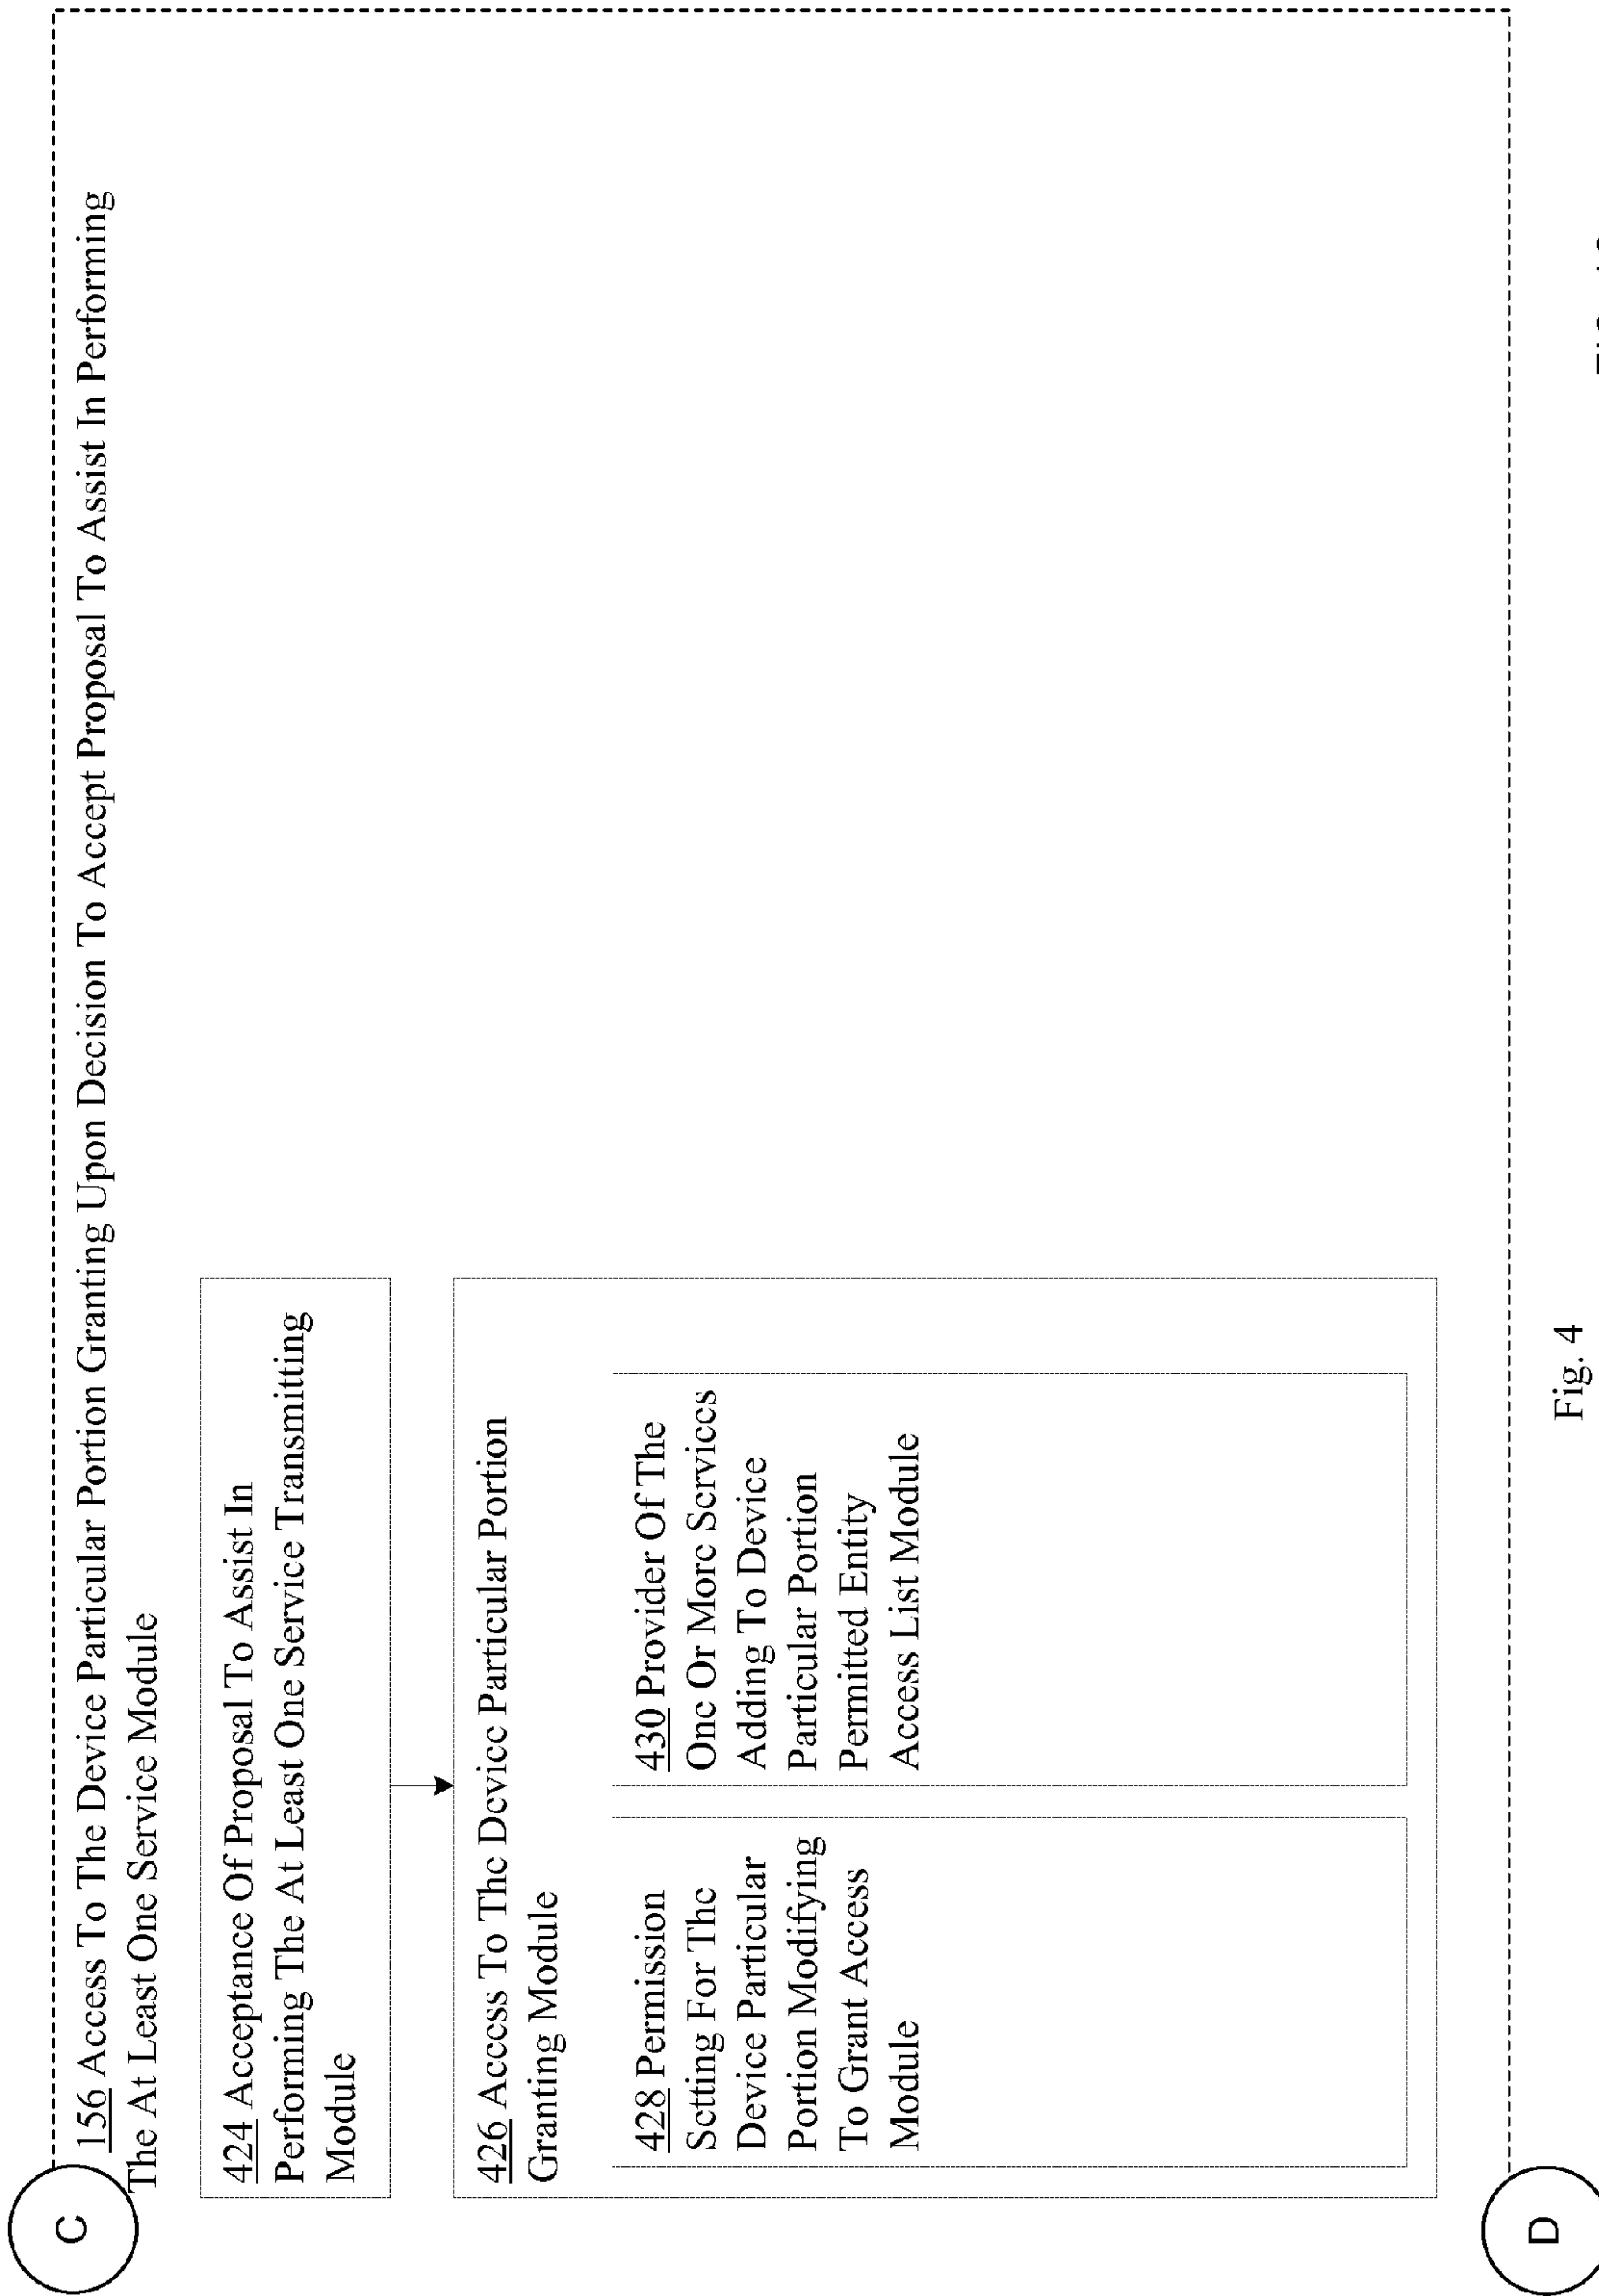 C
156 Access To The Device Particular Portion Granting Upon Decision To Accept Proposal To Assist In Performing
The At Least One Service Module
424 Acceptance Of Proposal To Assist In
Performing The At Least One Service Transmitting
Module
426 Access To The Device Particular Portion
Granting Module
428 Permission
Setting For The
Device Particular
Portion Modifying
To Grant Access
Module
430 Provider Of The
One Or More Services
Adding To Device
Particular Portion
Permitted Entity
Access List Module
D
Fig. 4